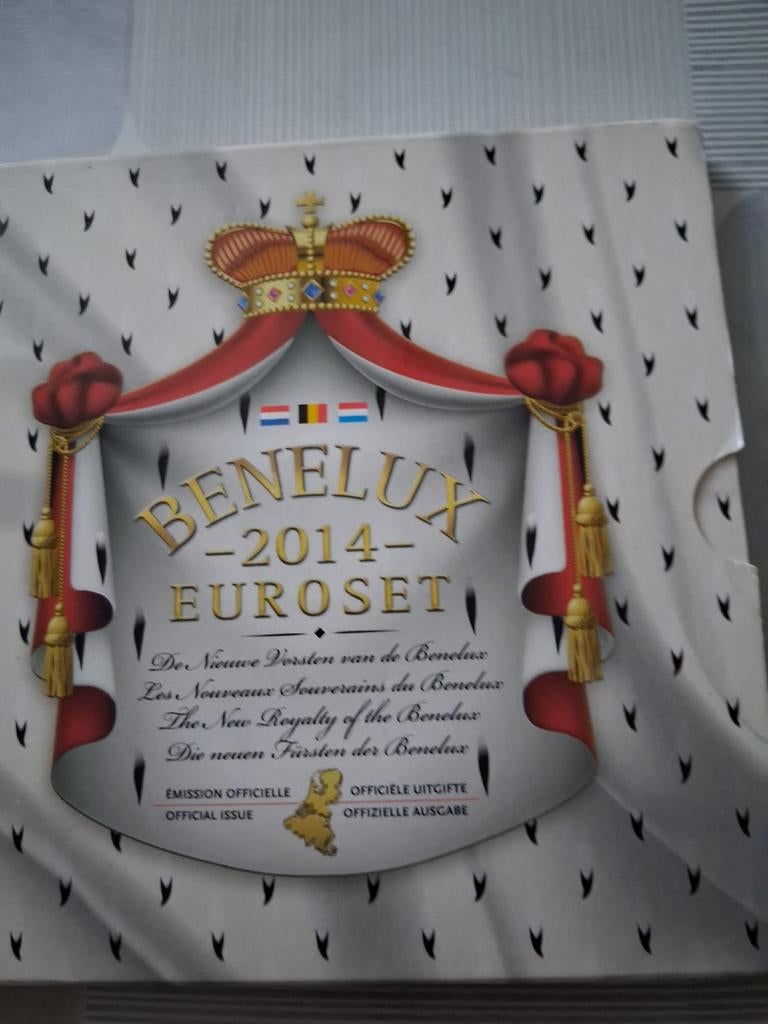 BENELUX
–2014–
EUROSET
De Nieuwe Vorsten van de Benelux
Les Nouveaux Souverains du Benelux
The New Royalty of the Benelux
Die neuen Fürsten der Benelux
ÉMISSION OFFICIELLE OFFICIËLE UITGIFTE
OFFICIAL ISSUE OFFIZIELLE AUSGABE